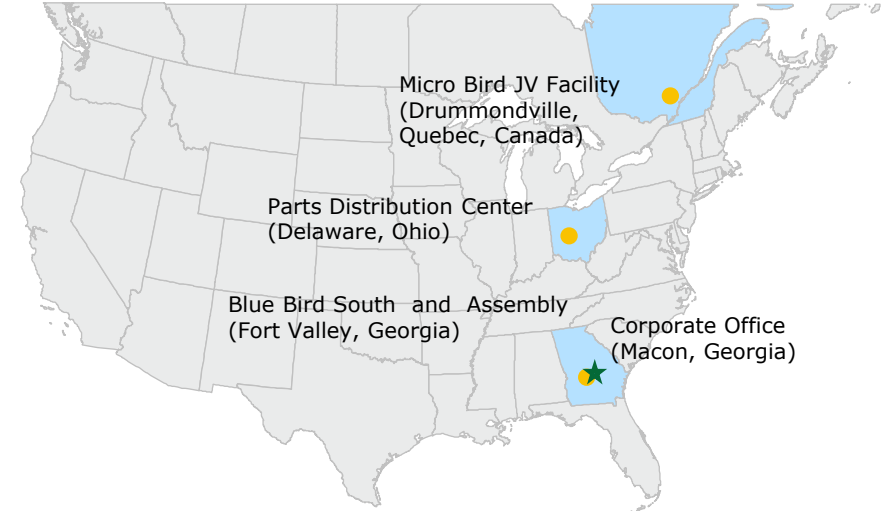 Micro Bird JV Facility
(Drummondville,
Quebec, Canada)
Parts Distribution Center
(Delaware, Ohio)
Blue Bird South and Assembly
(Fort Valley, Georgia)
Corporate Office
(Macon, Georgia)